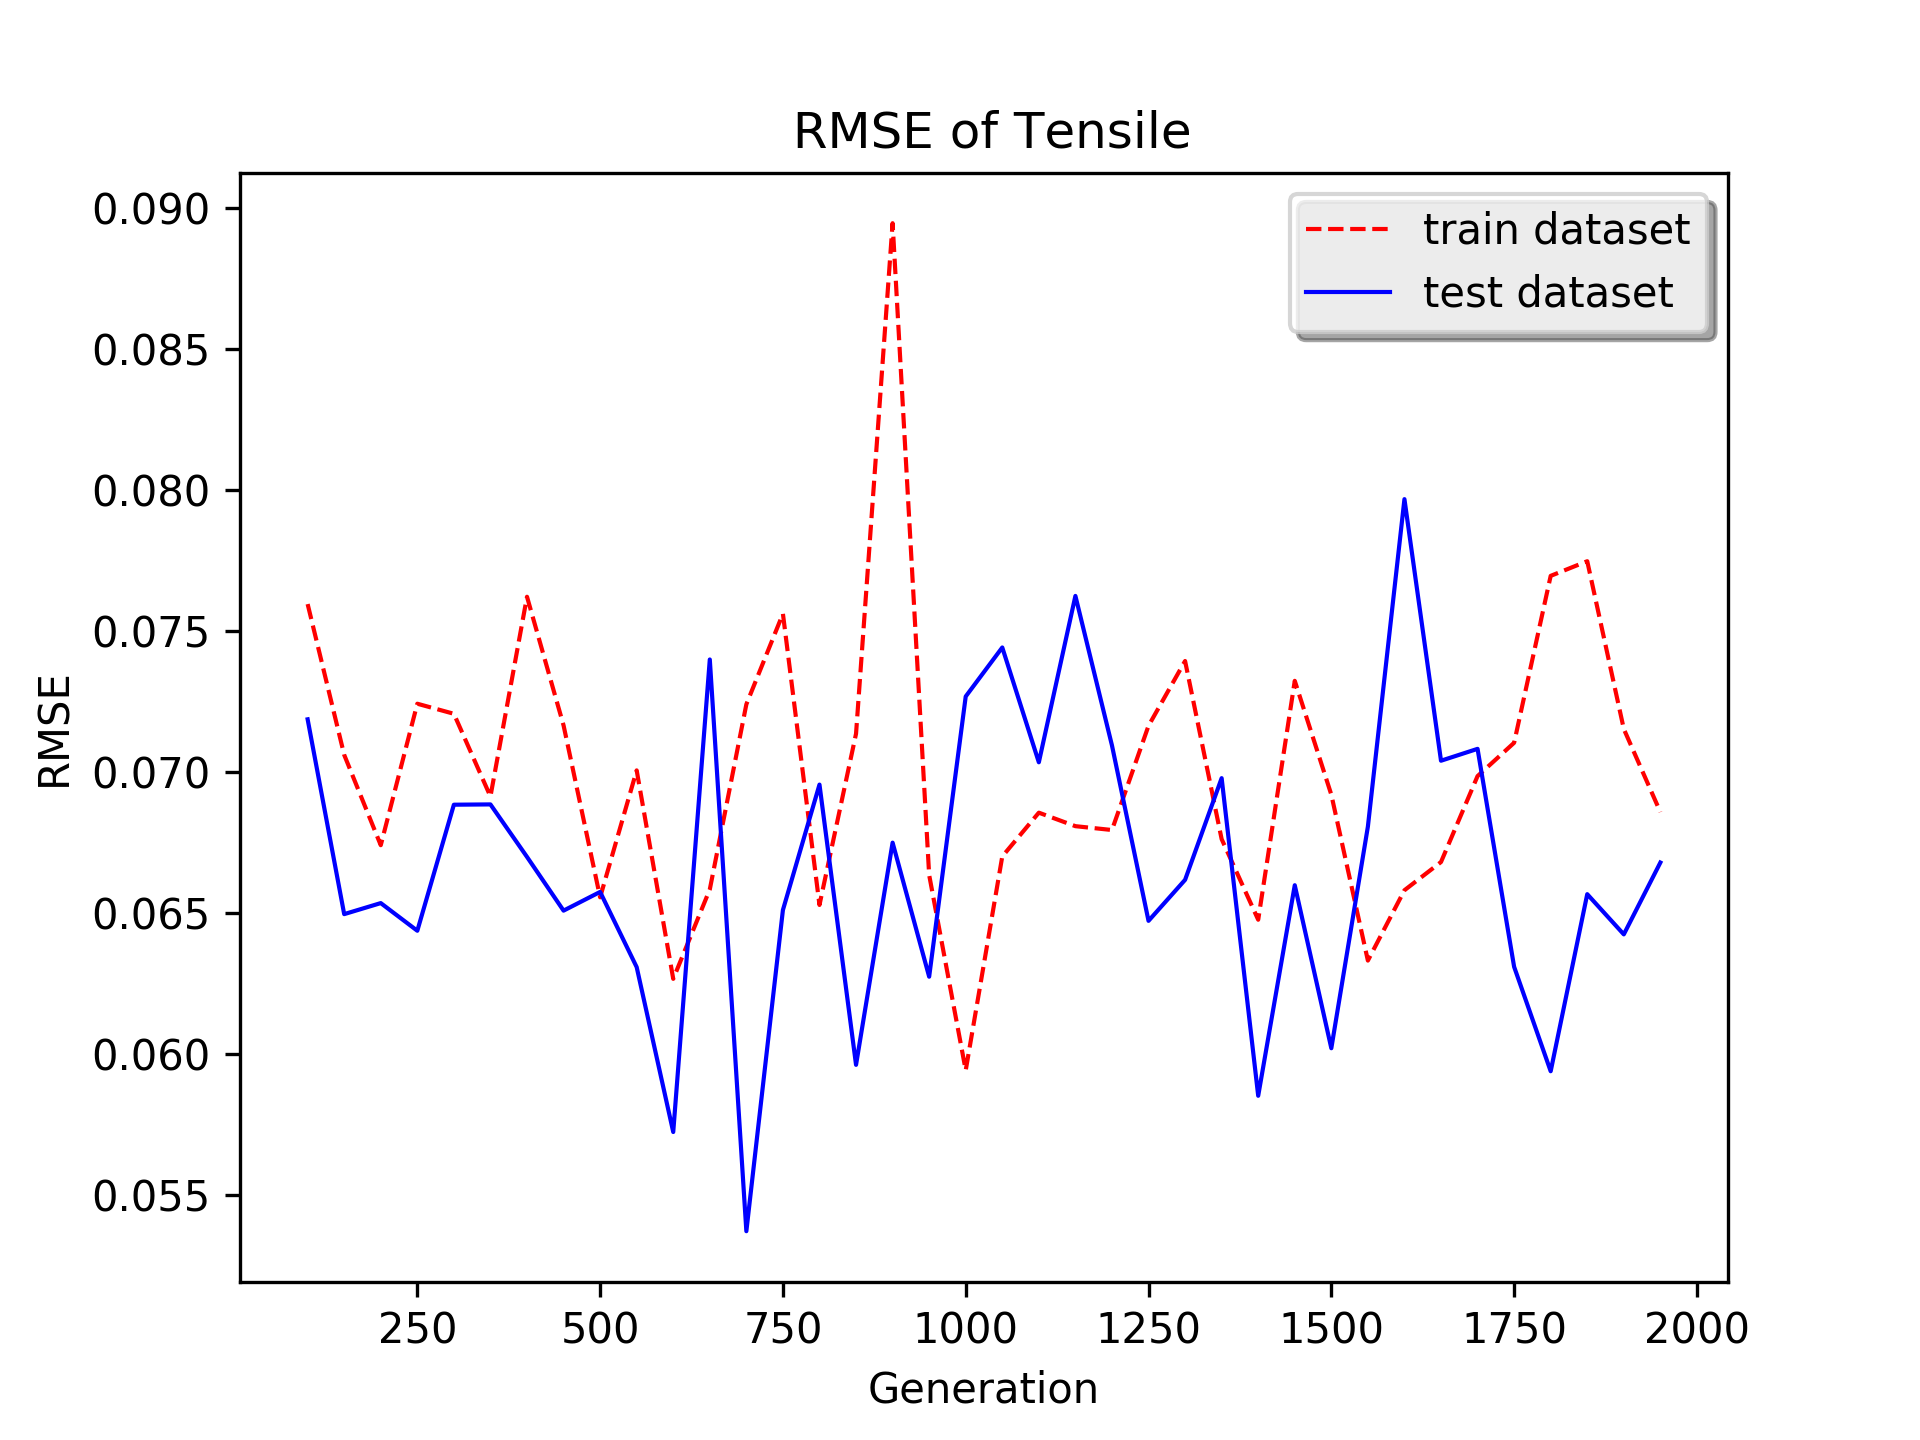 RMSE of Tensile
train dataset
test dataset
0.090
0.085
0.080
0.075
0.070
0.065
0.060
0.055
RMSE
250 500 750 1000 1250 1500 1750 2000
Generation